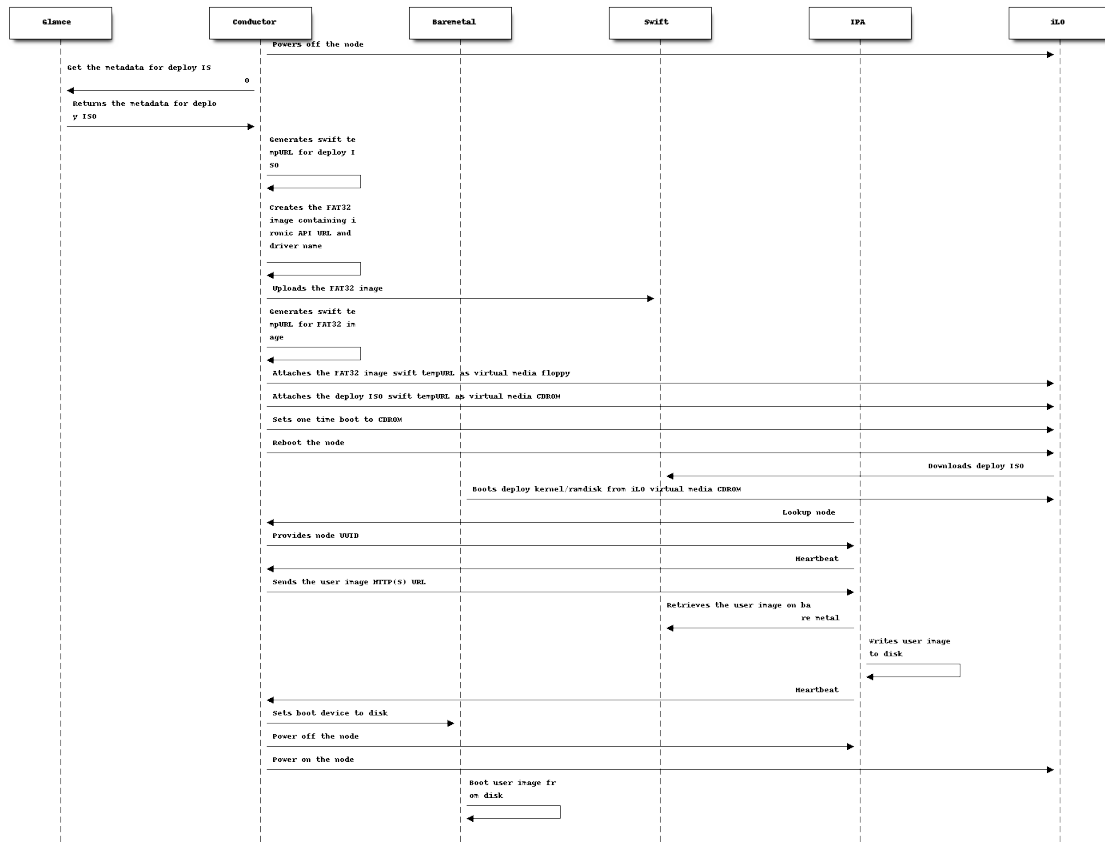 Glance Conductor Baremetal Swift IPA iLO
Powers off the node
Get the metadata for deploy IS
O
Returns the metadata for deplo
y ISO
Generates swift te
mpURL for deploy I
SO
Creates the FAT32
image containing i
ronic API URL and
driver name
Uploads the FAT32 image
Generates swift te
mpURL for FAT32 im
age
Attaches the FAT32 image swift tempURL as virtual media floppy
Attaches the deploy ISO swift tempURL as virtual media CDROM
Sets one time boot to CDROM
Reboot the node
Downloads deploy ISO
Boots deploy kernel/ramdisk from iLO virtual media CDROM
Lookup node
Provides node UUID
Heartbeat
Sends the user image HTTP(S) URL
Retrieves the user image on ba
re metal
Writes user image
to disk
Heartbeat
Sets boot device to disk
Power off the node
Power on the node
Boot user image fr
om disk